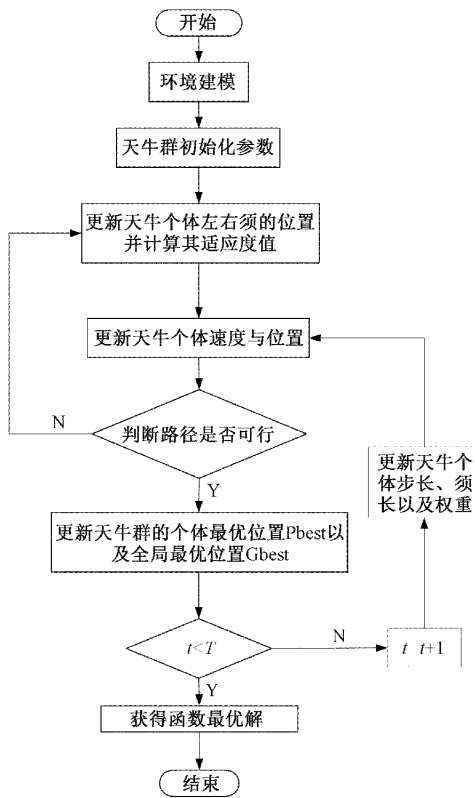 开始
环境建模
天牛群初始化参数
更新天牛个体左右须的位置
并计算其适应度值
更新天牛个体速度与位置
N
判断路径是否可行
更新天牛个
体步长、须
长以及权重
Y
更新天牛群的个体最优位置Pbest以
及全局最优位置Gbest
t<T
N
t t+1
Y
获得函数最优解
结束